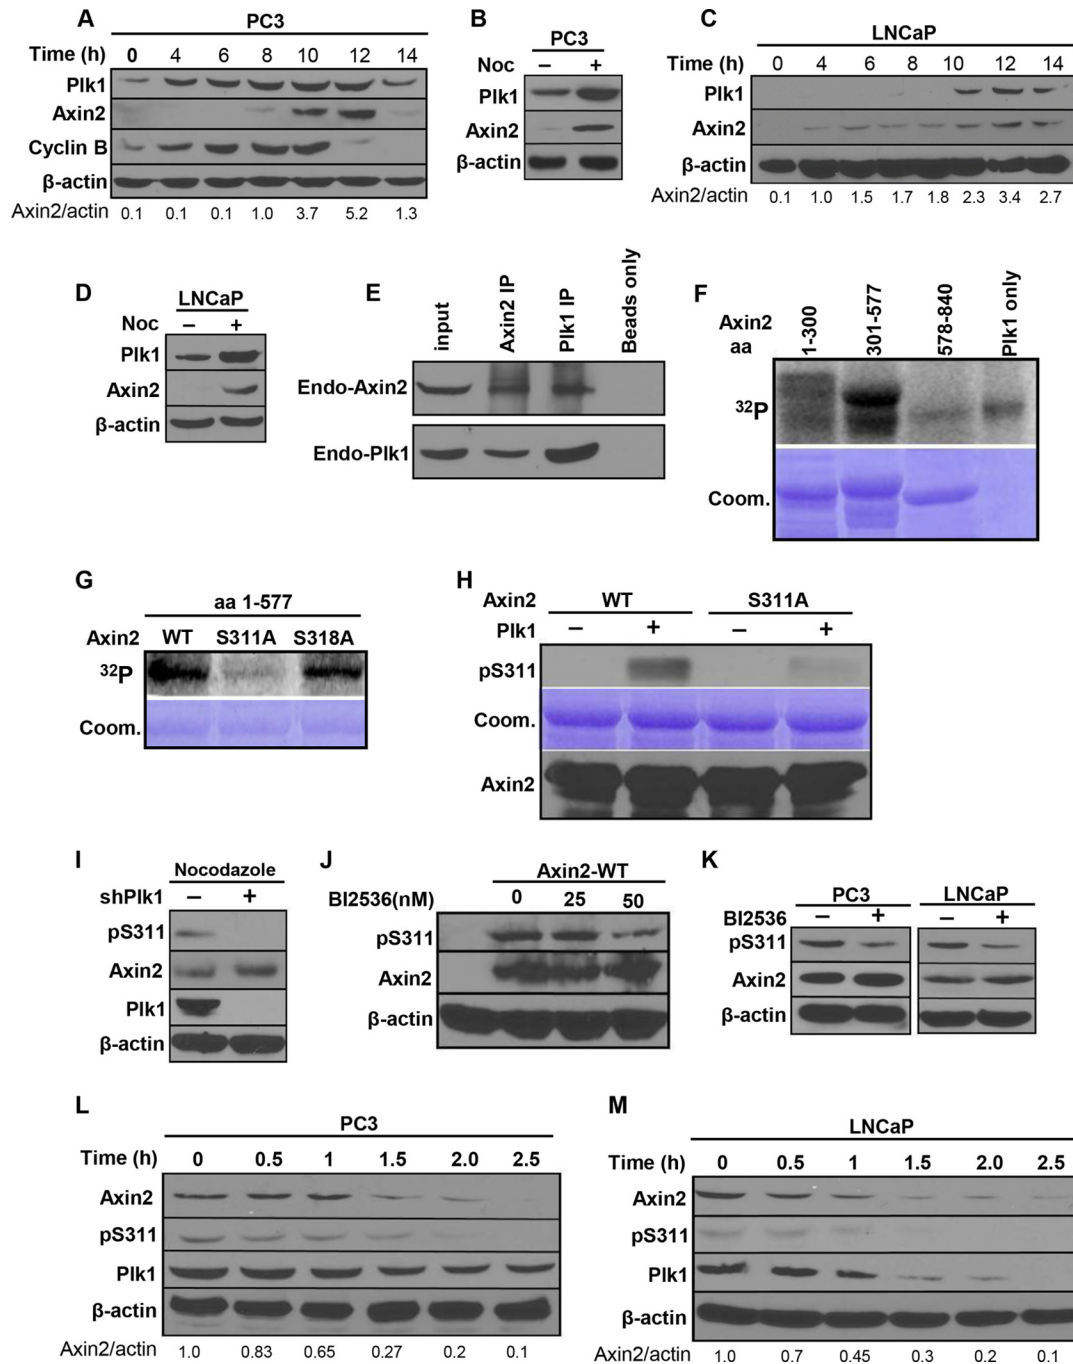 A
PC3
Time (h) 0 4 6 8 10 12 14
Plk1
Axin2
Cyclin B
β-actin
Axin2/actin 0.1 0.1 0.1 1.0 3.7 5.2 1.3
B
PC3
Noc – +
Plk1
Axin2
β-actin
C
LNCaP
Time (h) 0 4 6 8 10 12 14
Plk1
Axin2
β-actin
Axin2/actin 0.1 1.0 1.5 1.7 1.8 2.3 3.4 2.7
D
LNCaP
Noc – +
Plk1
Axin2
β-actin
E
input Axin2 IP Plk1 IP Beads only
Endo-Axin2
Endo-Plk1
F
Axin2
aa
1-300 301-577 578-840 Plk1 only
³²P
Coom.
G
aa 1-577
Axin2 WT S311A S318A
³²P
Coom.
H
Axin2 WT S311A
Plk1 – + – +
pS311
Coom.
Axin2
I
Nocodazole
shPlk1 – +
pS311
Axin2
Plk1
β-actin
J
Axin2-WT
BI2536(nM) 0 25 50
pS311
Axin2
β-actin
K
PC3 LNCaP
BI2536 – + – +
pS311
Axin2
β-actin
L
PC3
Time (h) 0 0.5 1 1.5 2.0 2.5
Axin2
pS311
Plk1
β-actin
Axin2/actin 1.0 0.83 0.65 0.27 0.2 0.1
M
LNCaP
Time (h) 0 0.5 1 1.5 2.0 2.5
Axin2
pS311
Plk1
β-actin
Axin2/actin 1.0 0.7 0.45 0.3 0.2 0.1